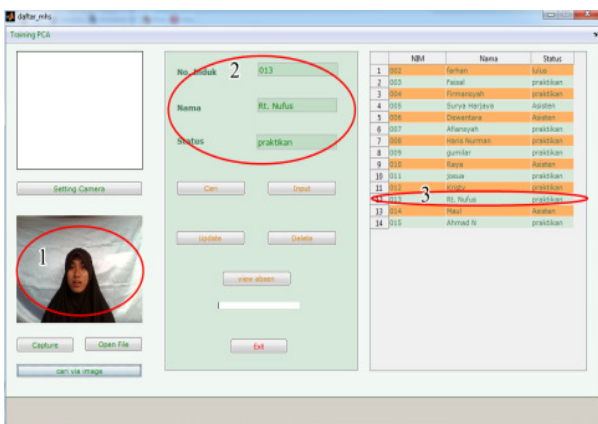 daftar_mhs
Training PCA
Setting Camera
1
Capture Open File
cari via image
No. Induk 013
2
Nama Rt. Nufus
Status praktikan
Cari Input
Update Delete
view absen
Exit
NIM Nama Status
1 002 farhan lulus
2 003 Faisal praktikan
3 004 Firmansyah praktikan
4 005 Surya Harjaya Asisten
5 006 Dewantara Asisten
6 007 Afiansyah praktikan
7 008 Haris Nurman praktikan
8 009 gumilar praktikan
9 010 Raya Asisten
10 011 josua praktikan
11 012 Kristy praktikan
12 013 Rt. Nufus praktikan
3
13 014 Maul Asisten
14 015 Ahmad N praktikan